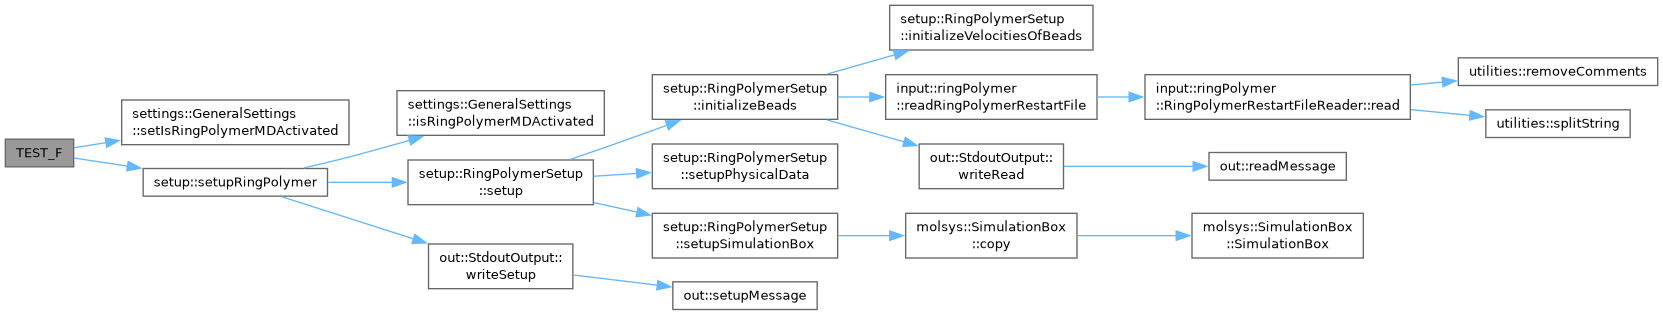 TEST_F
settings::GeneralSettings
::setIsRingPolymerMDActivated
setup::setupRingPolymer
settings::GeneralSettings
::isRingPolymerMDActivated
setup::RingPolymerSetup
::setup
out::StdoutOutput::
writeSetup
setup::RingPolymerSetup
::initializeBeads
setup::RingPolymerSetup
::setupPhysicalData
setup::RingPolymerSetup
::setupSimulationBox
out::setupMessage
setup::RingPolymerSetup
::initializeVelocitiesOfBeads
input::ringPolymer
::readRingPolymerRestartFile
out::StdoutOutput::
writeRead
molsys::SimulationBox
::copy
input::ringPolymer
::RingPolymerRestartFileReader::read
out::readMessage
molsys::SimulationBox
::SimulationBox
utilities::removeComments
utilities::splitString